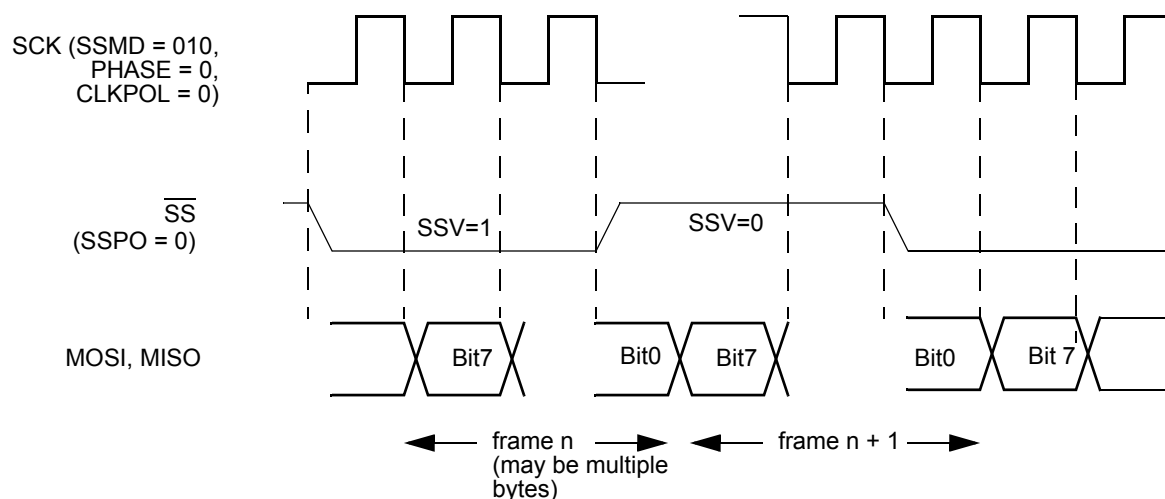 SCK (SSMD = 010,
PHASE = 0,
CLKPOL = 0)
SS
(SSPO = 0)
SSV=1
SSV=0
MOSI, MISO
Bit7
Bit0
Bit7
Bit0
Bit 7
frame n
(may be multiple
bytes)
frame n + 1